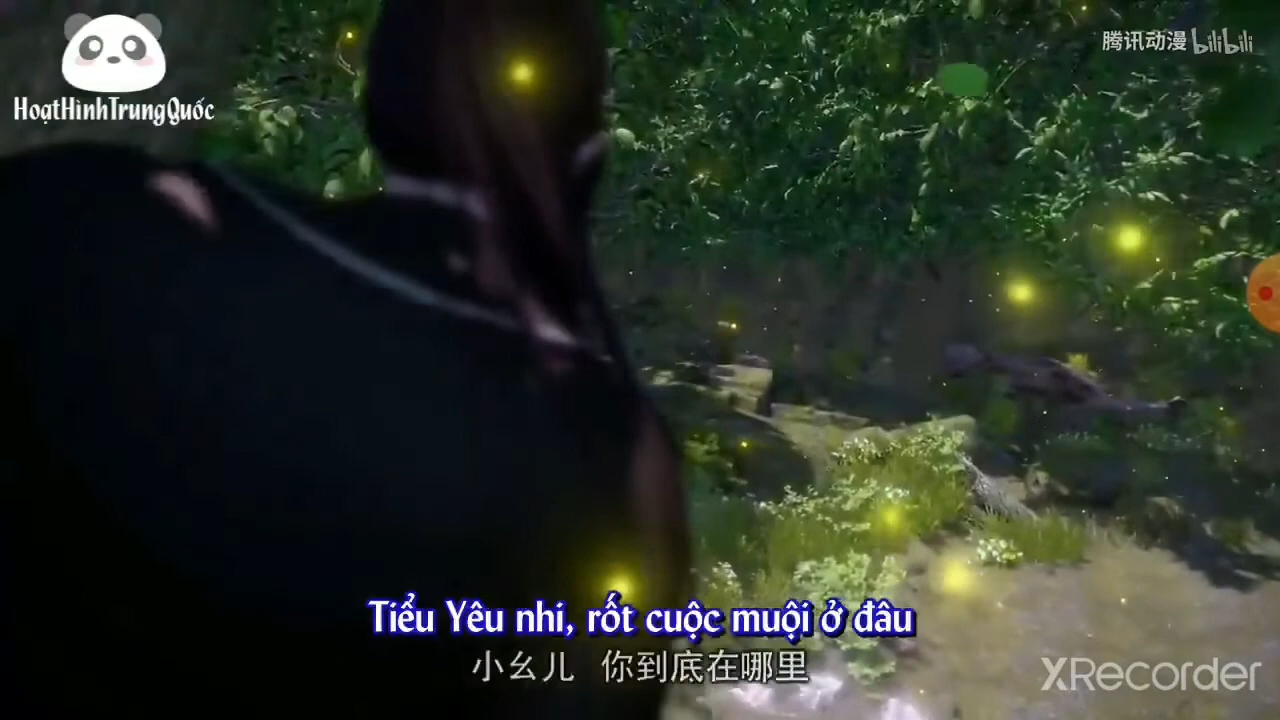 腾讯动漫 bilibili
HoạtHìnhTrungQuốc
Tiểu Yêu nhi, rốt cuộc muội ở đâu
小幺儿 你到底在哪里
XRecorder